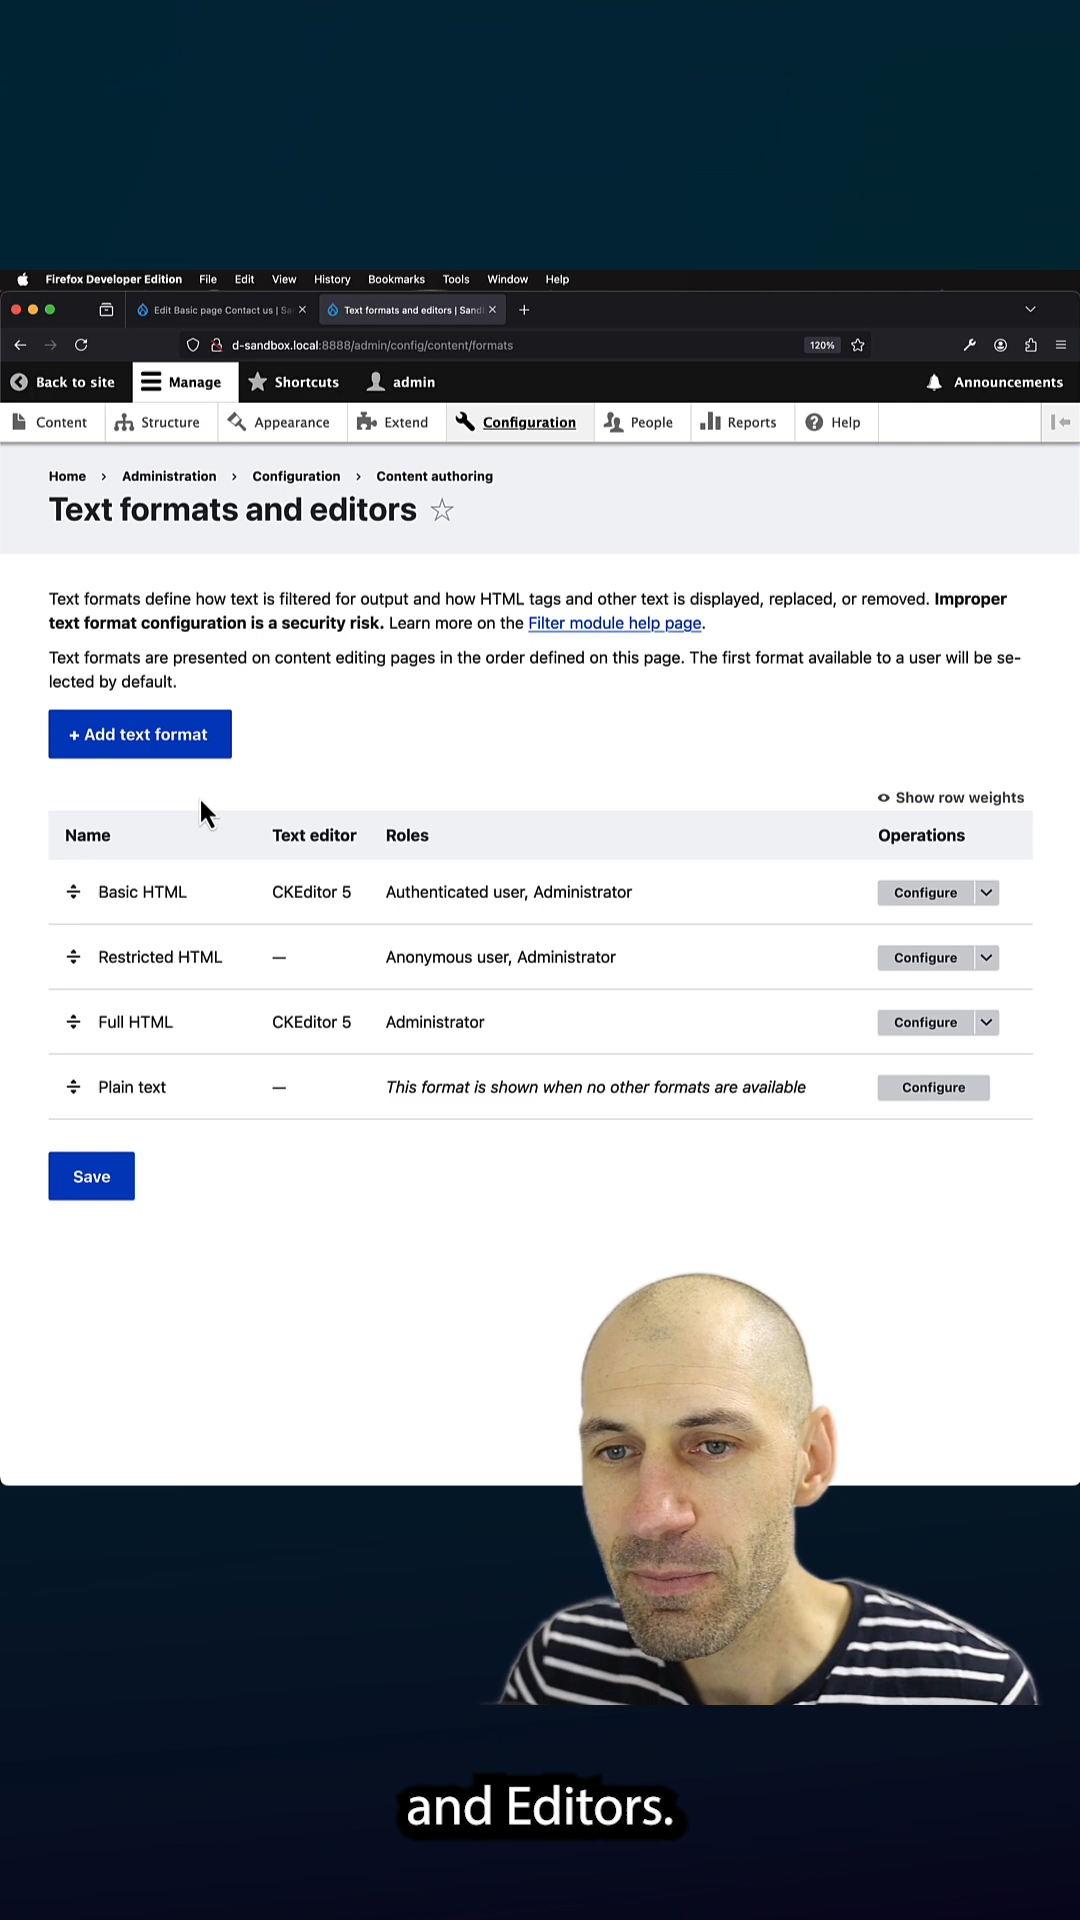 Firefox Developer Edition File Edit View History Bookmarks Tools Window Help
Edit Basic page Contact us | Sa
Text formats and editors | Sand
d-sandbox.local:8888/admin/config/content/formats
120%
Back to site Manage Shortcuts admin Announcements
Content Structure Appearance Extend Configuration People Reports Help
Home > Administration > Configuration > Content authoring
Text formats and editors
Text formats define how text is filtered for output and how HTML tags and other text is displayed, replaced, or removed. Improper
text format configuration is a security risk. Learn more on the Filter module help page.
Text formats are presented on content editing pages in the order defined on this page. The first format available to a user will be se-
lected by default.
+ Add text format
Show row weights
Name Text editor Roles Operations
Basic HTML CKEditor 5 Authenticated user, Administrator Configure
Restricted HTML — Anonymous user, Administrator Configure
Full HTML CKEditor 5 Administrator Configure
Plain text — This format is shown when no other formats are available Configure
Save
and Editors.